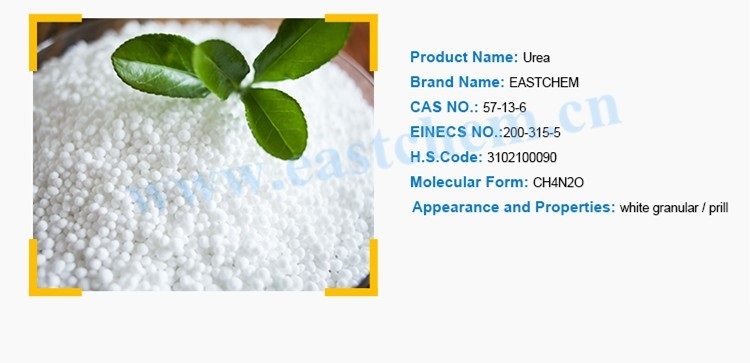 Product Name: Urea
Brand Name: EASTCHEM
CAS NO.: 57-13-6
EINECS NO.:200-315-5
H.S.Code: 3102100090
Molecular Form: CH4N2O
Appearance and Properties: white granular / prill
www.eastchem.cn